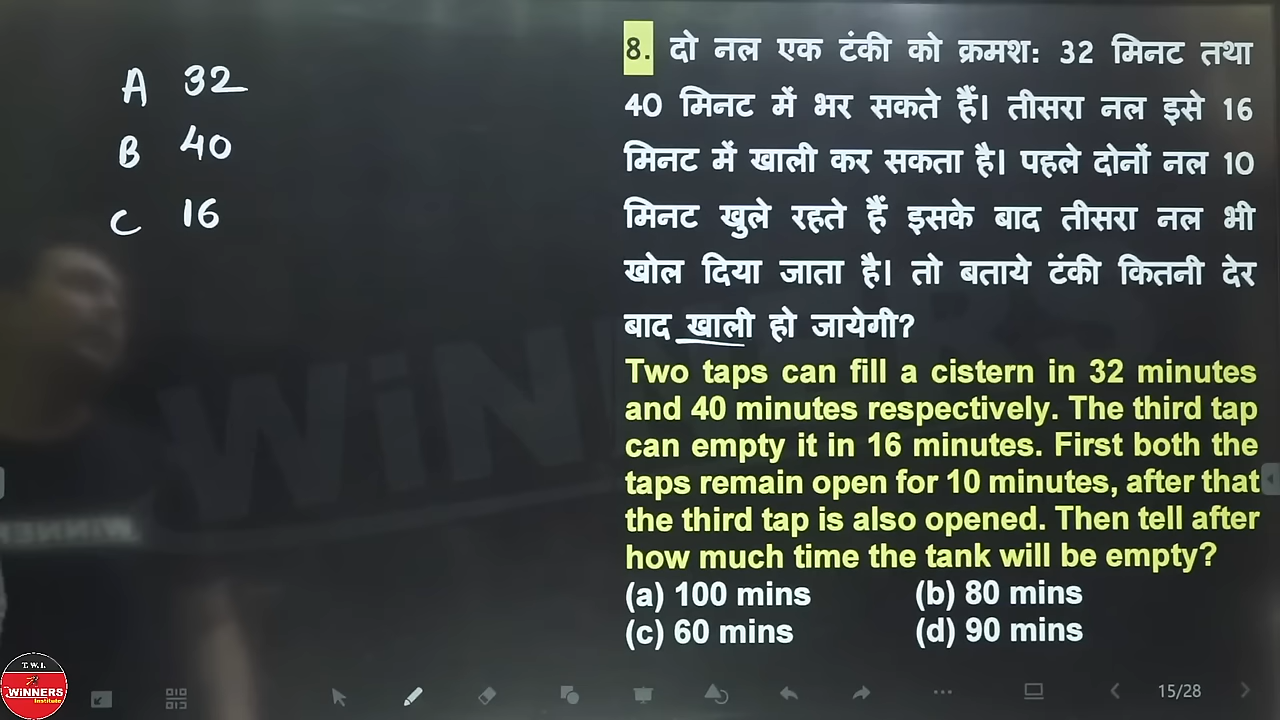 A 32
B 40
C 16
8. दो नल एक टंकी को क्रमश: 32 मिनट तथा
40 मिनट में भर सकते हैं। तीसरा नल इसे 16
मिनट में खाली कर सकता है। पहले दोनों नल 10
मिनट खुले रहते हैं इसके बाद तीसरा नल भी
खोल दिया जाता है। तो बताये टंकी कितनी देर
बाद खाली हो जायेगी?
Two taps can fill a cistern in 32 minutes
and 40 minutes respectively. The third tap
can empty it in 16 minutes. First both the
taps remain open for 10 minutes, after that
the third tap is also opened. Then tell after
how much time the tank will be empty?
(a) 100 mins (b) 80 mins
(c) 60 mins (d) 90 mins
WiNNERS
T.W.I.
WINNERS
Institute
15/28